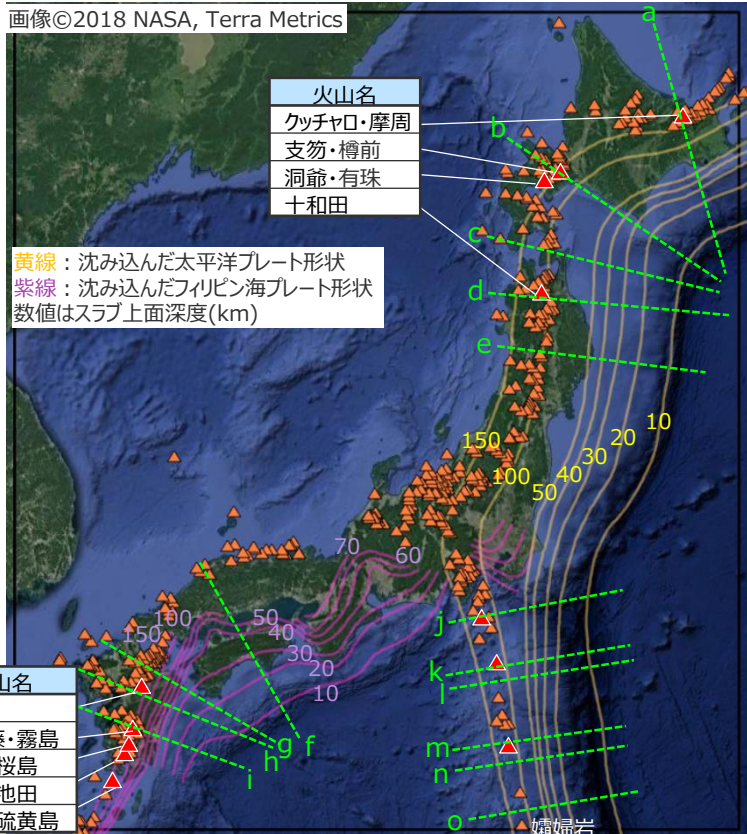 画像©2018 NASA, Terra Metrics
a
火山名
クッチャロ・摩周
支笏・樽前
洞爺・有珠
十和田
b
c
黄線：沈み込んだ太平洋プレート形状
紫線：沈み込んだフィリピン海プレート形状
数値はスラブ上面深度(km)
d
e
150
100
50
40
30
20
10
70
60
50
40
30
20
10
100
150
j
k
l
m
n
o
g
f
h
i
山名
・霧島
桜島
池田
硫黄島
孀婦岩